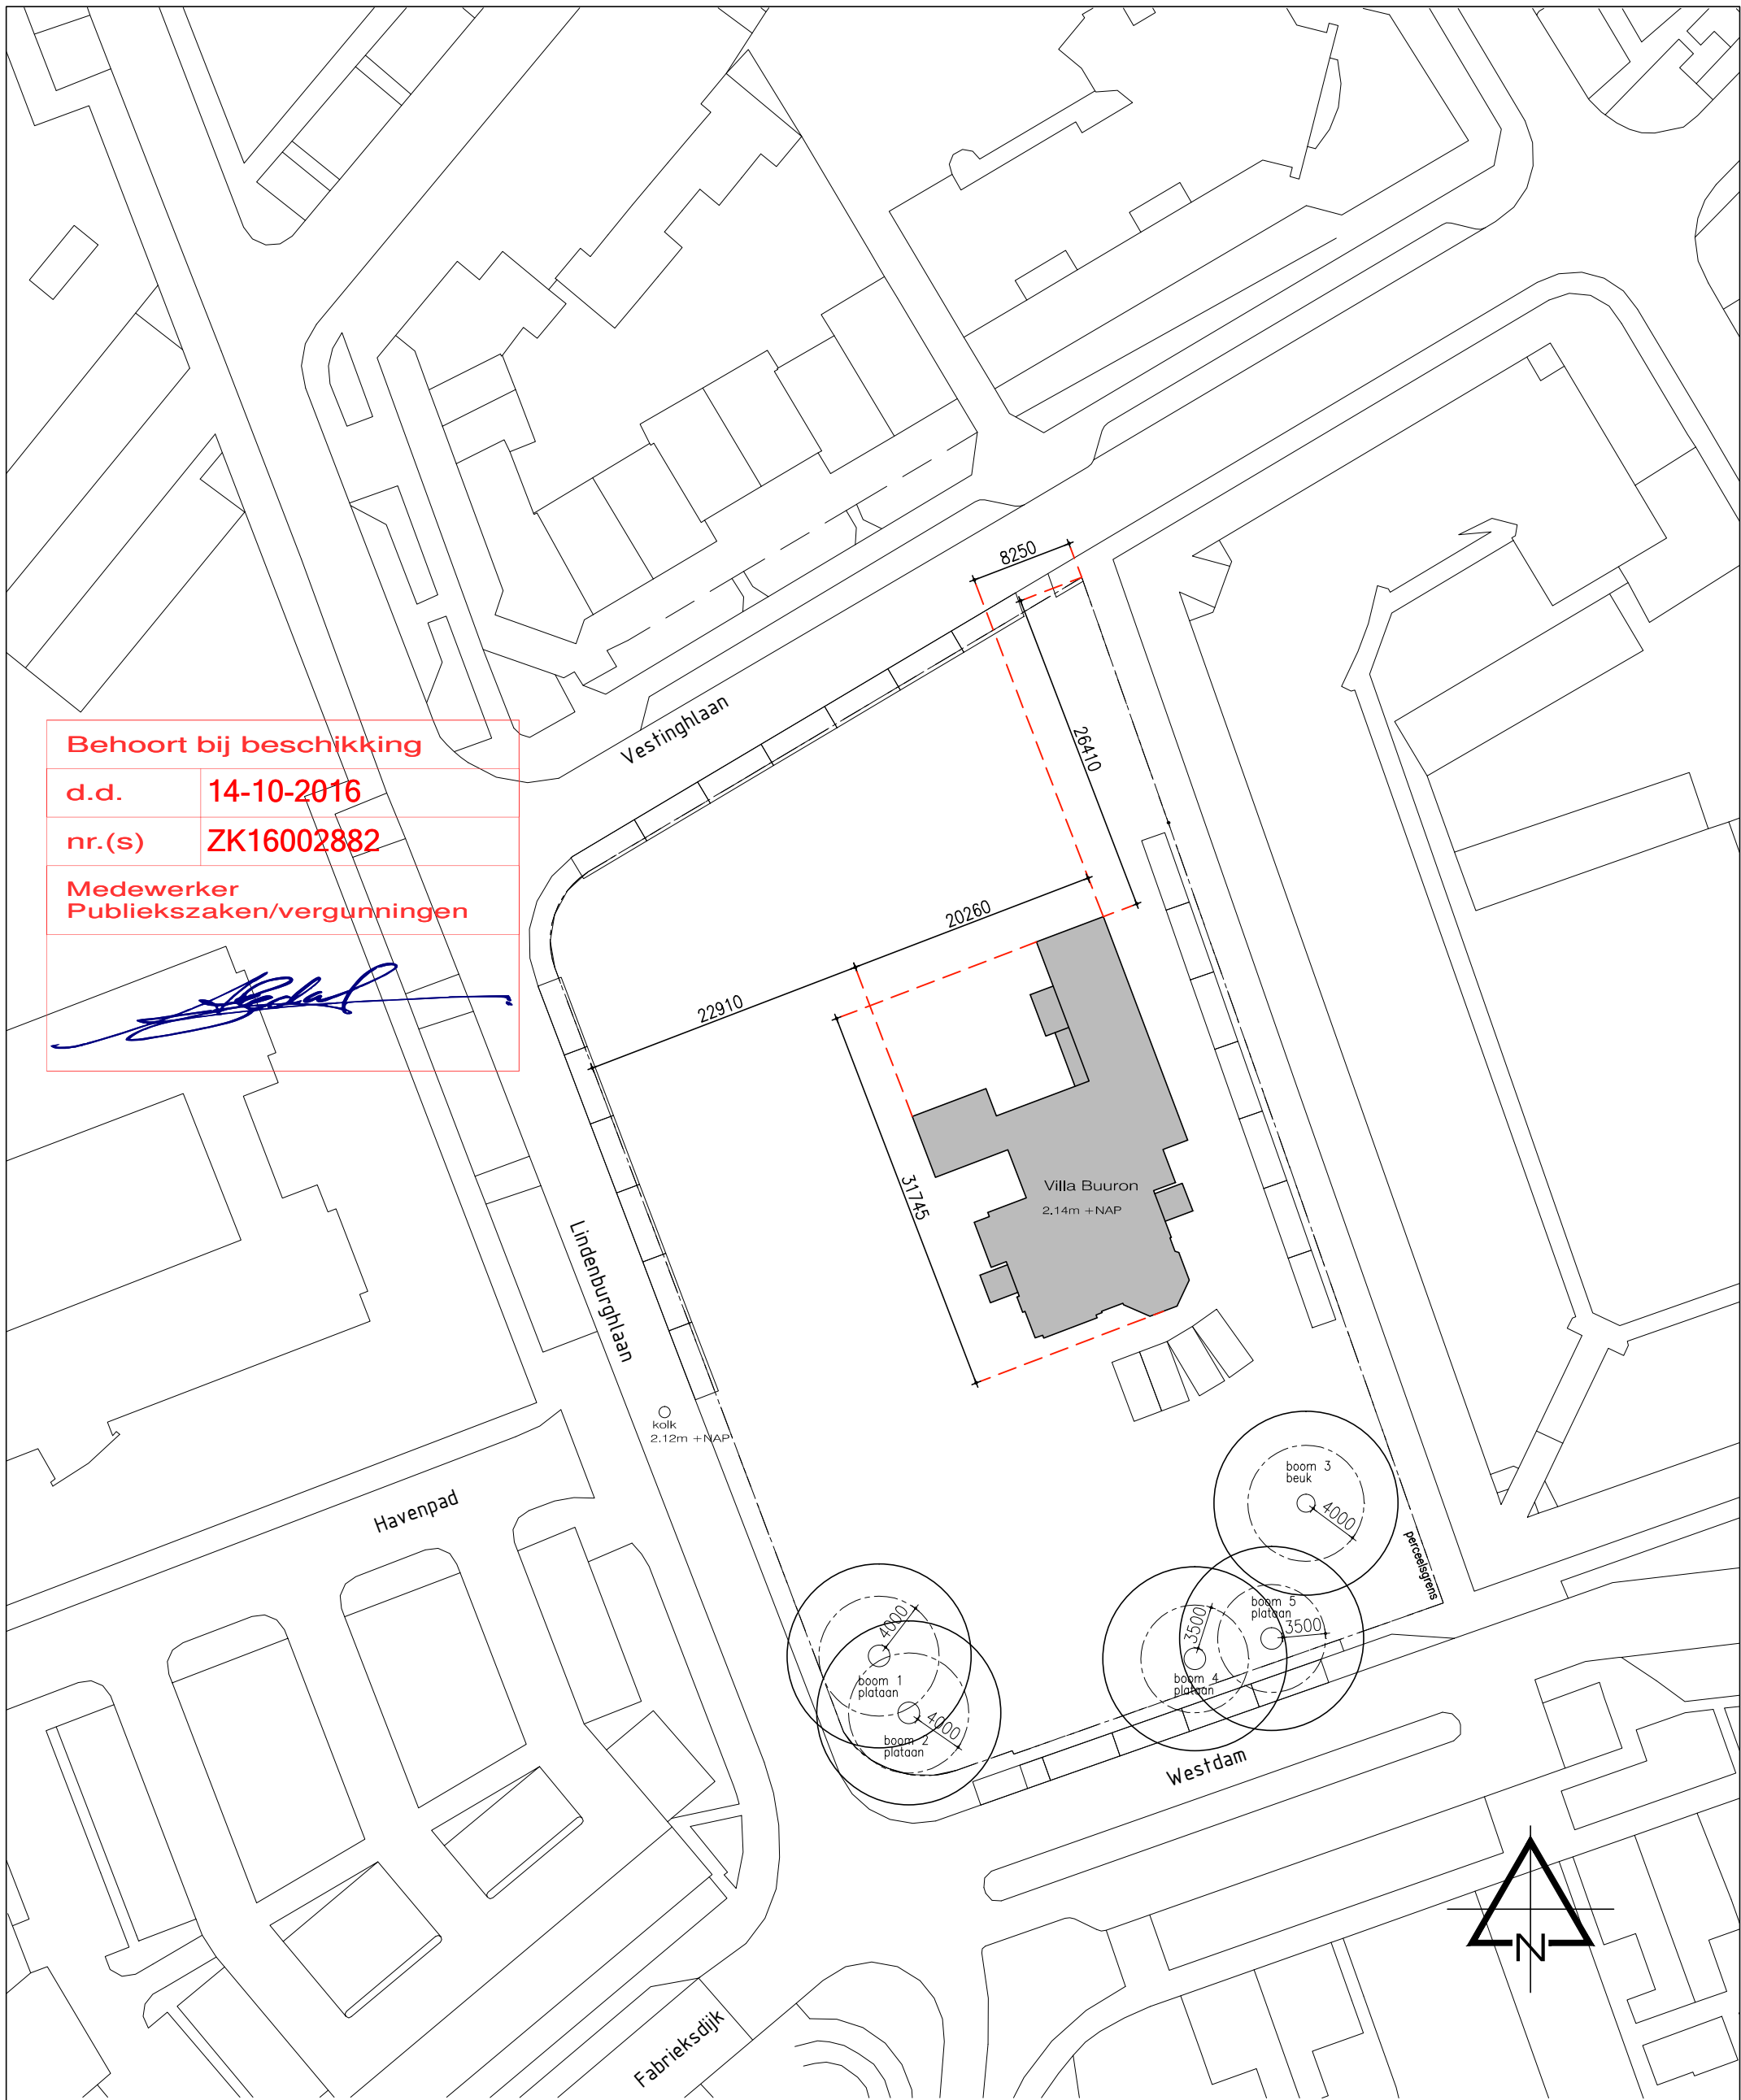 8250
Vestinghlaan
26410
Behoort bij beschikking
d.d. 14-10-2016
nr.(s) ZK16002882
Medewerker
Publiekszaken/vergunningen
20260
22910
31745
Villa Buuron
2.14m +NAP
Lindenburghlaan
kolk
2.12m +NAP
Havenpad
boom 3
beuk
4000
perceelsgrens
boom 5
plataan
3500
3500
boom 4
plataan
4000
boom 1
plataan
4000
boom 2
plataan
Westdam
N
Fabrieksdijk